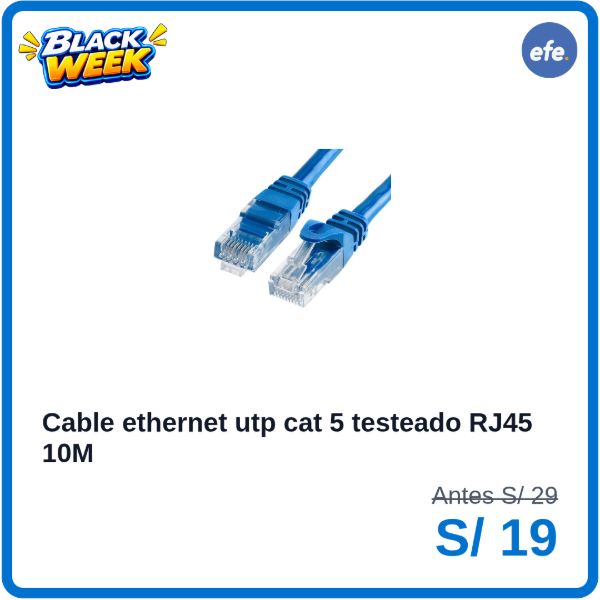 BLACK
WEEK
efe.
Cable ethernet utp cat 5 testeado RJ45
10M
Antes S/ 29
S/ 19